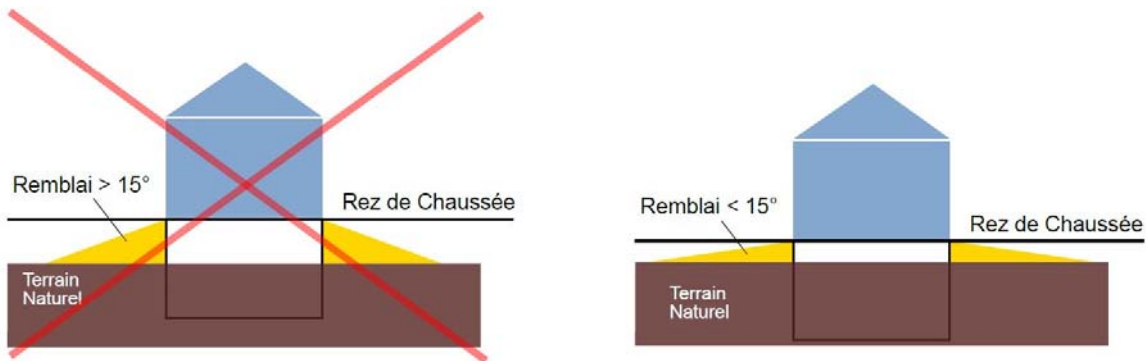 Remblai > 15°
Rez de Chaussée
Terrain
Naturel
Remblai < 15°
Rez de Chaussée
Terrain
Naturel